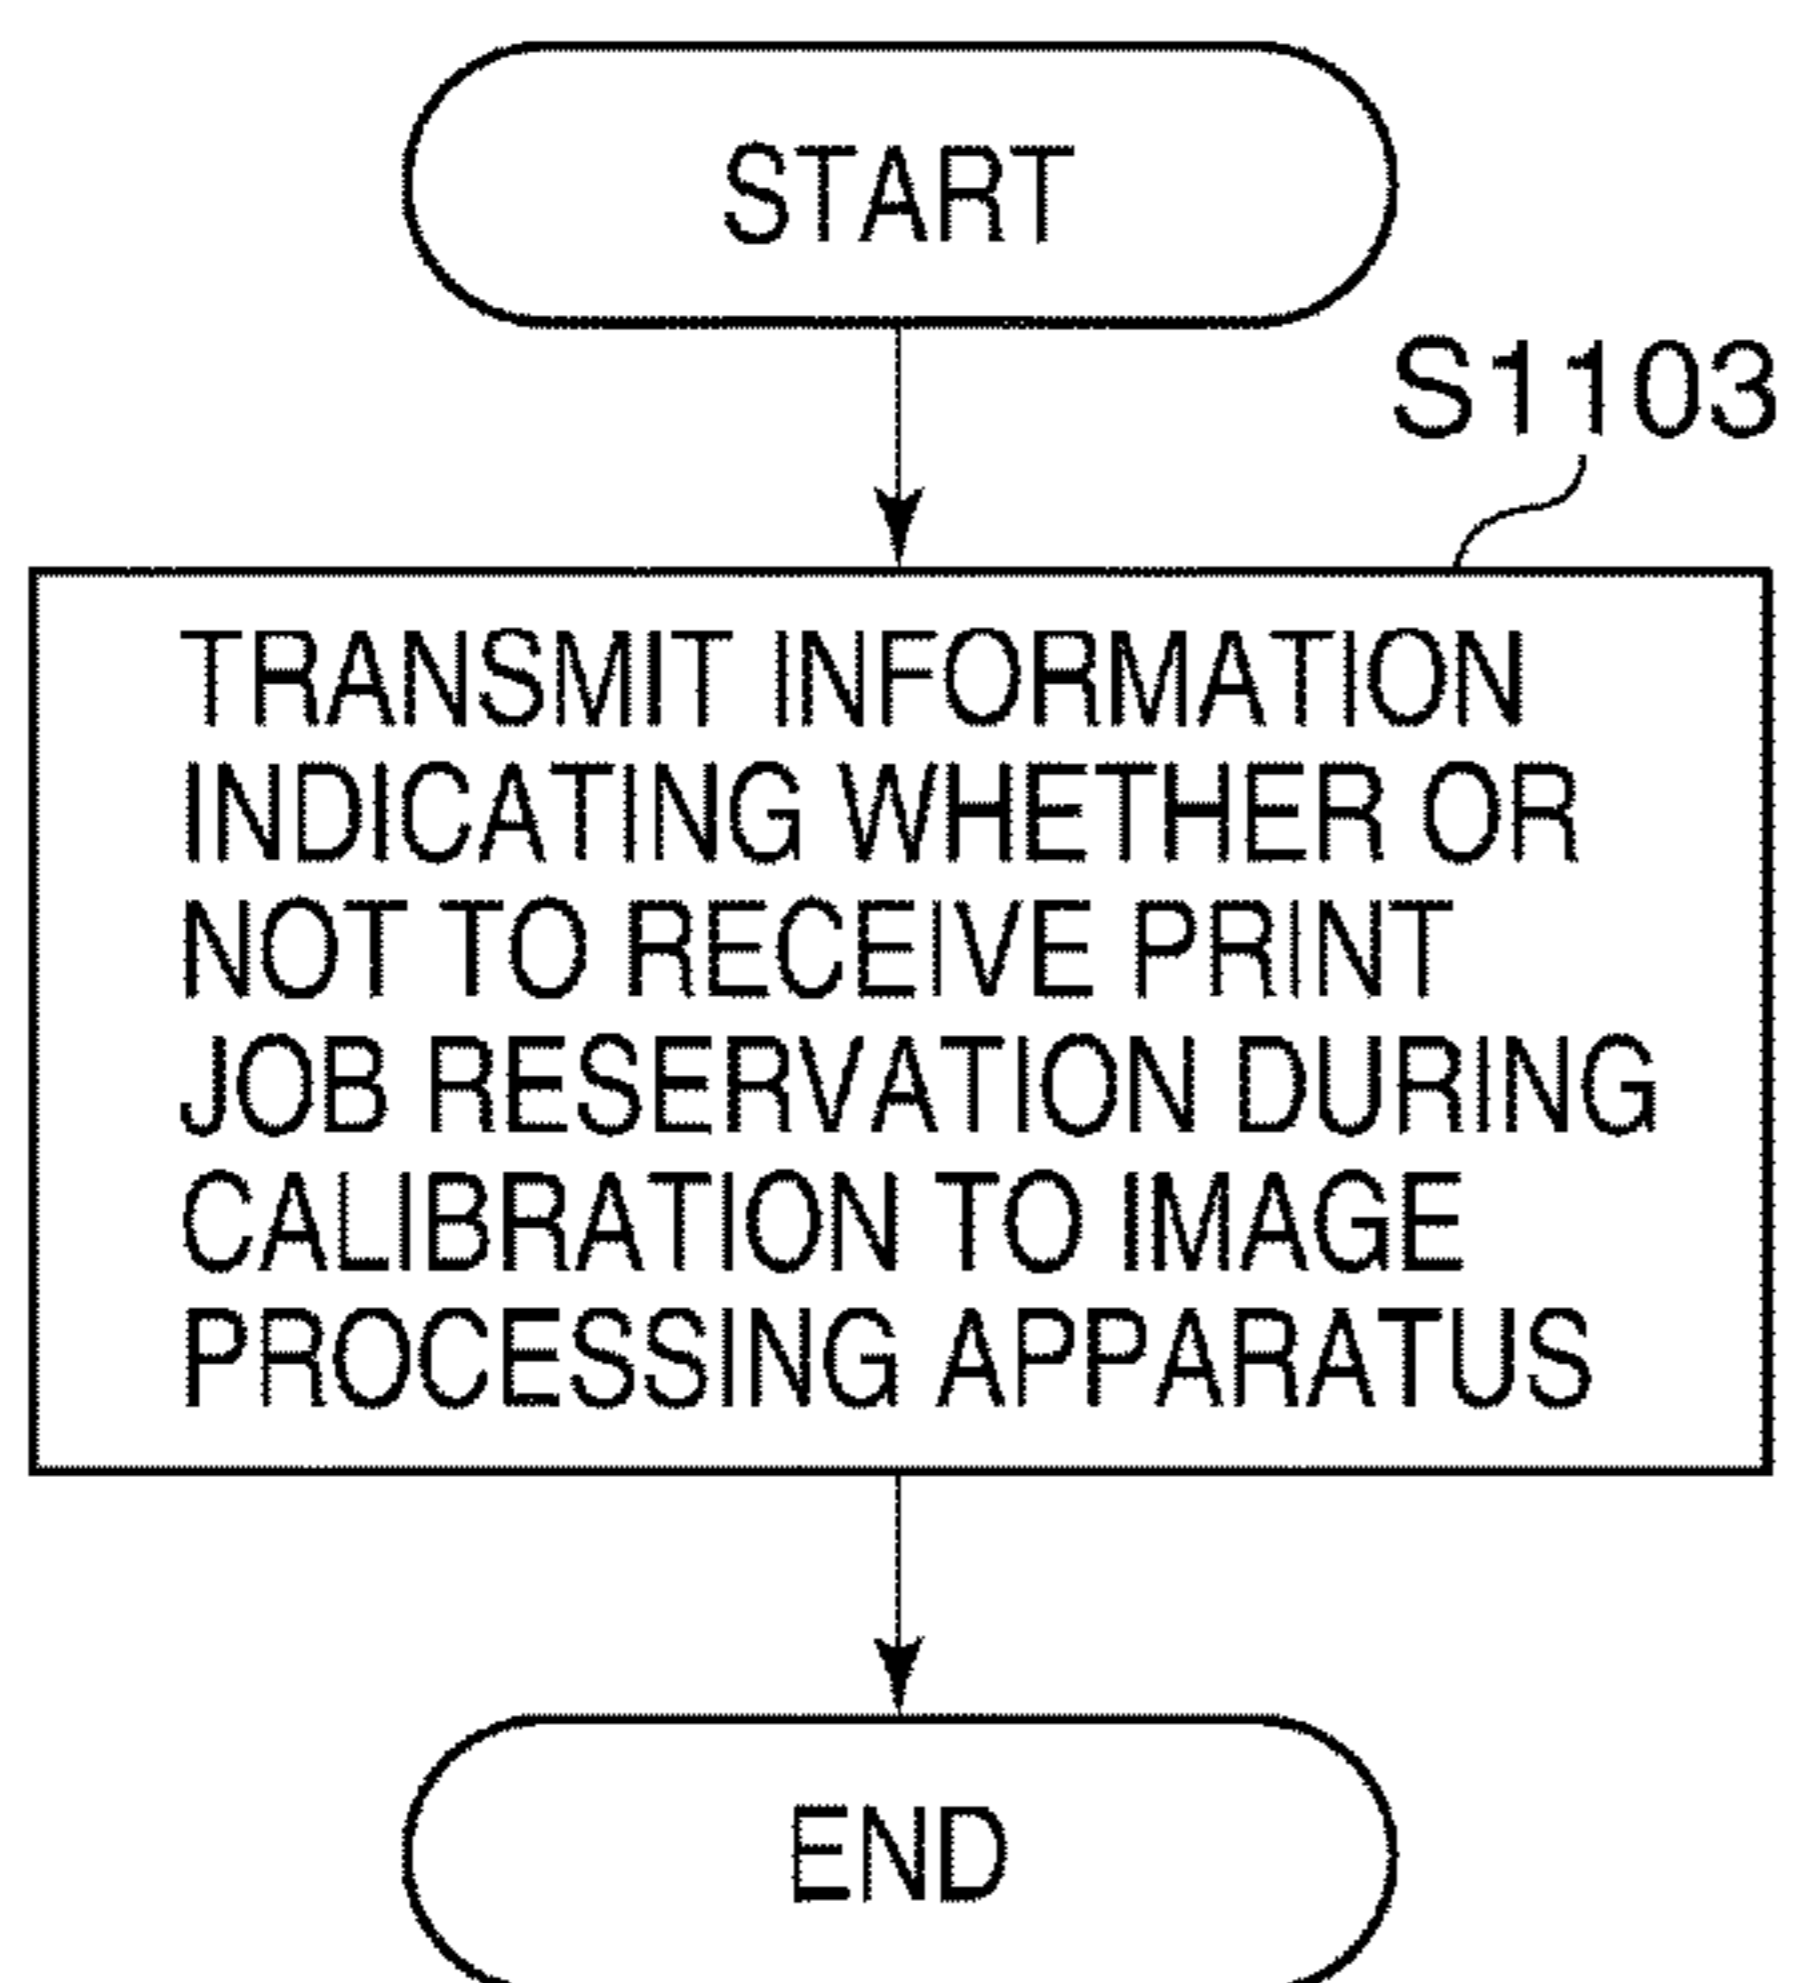 START
S1103
TRANSMIT INFORMATION
INDICATING WHETHER OR
NOT TO RECEIVE PRINT
JOB RESERVATION DURING
CALIBRATION TO IMAGE
PROCESSING APPARATUS
END